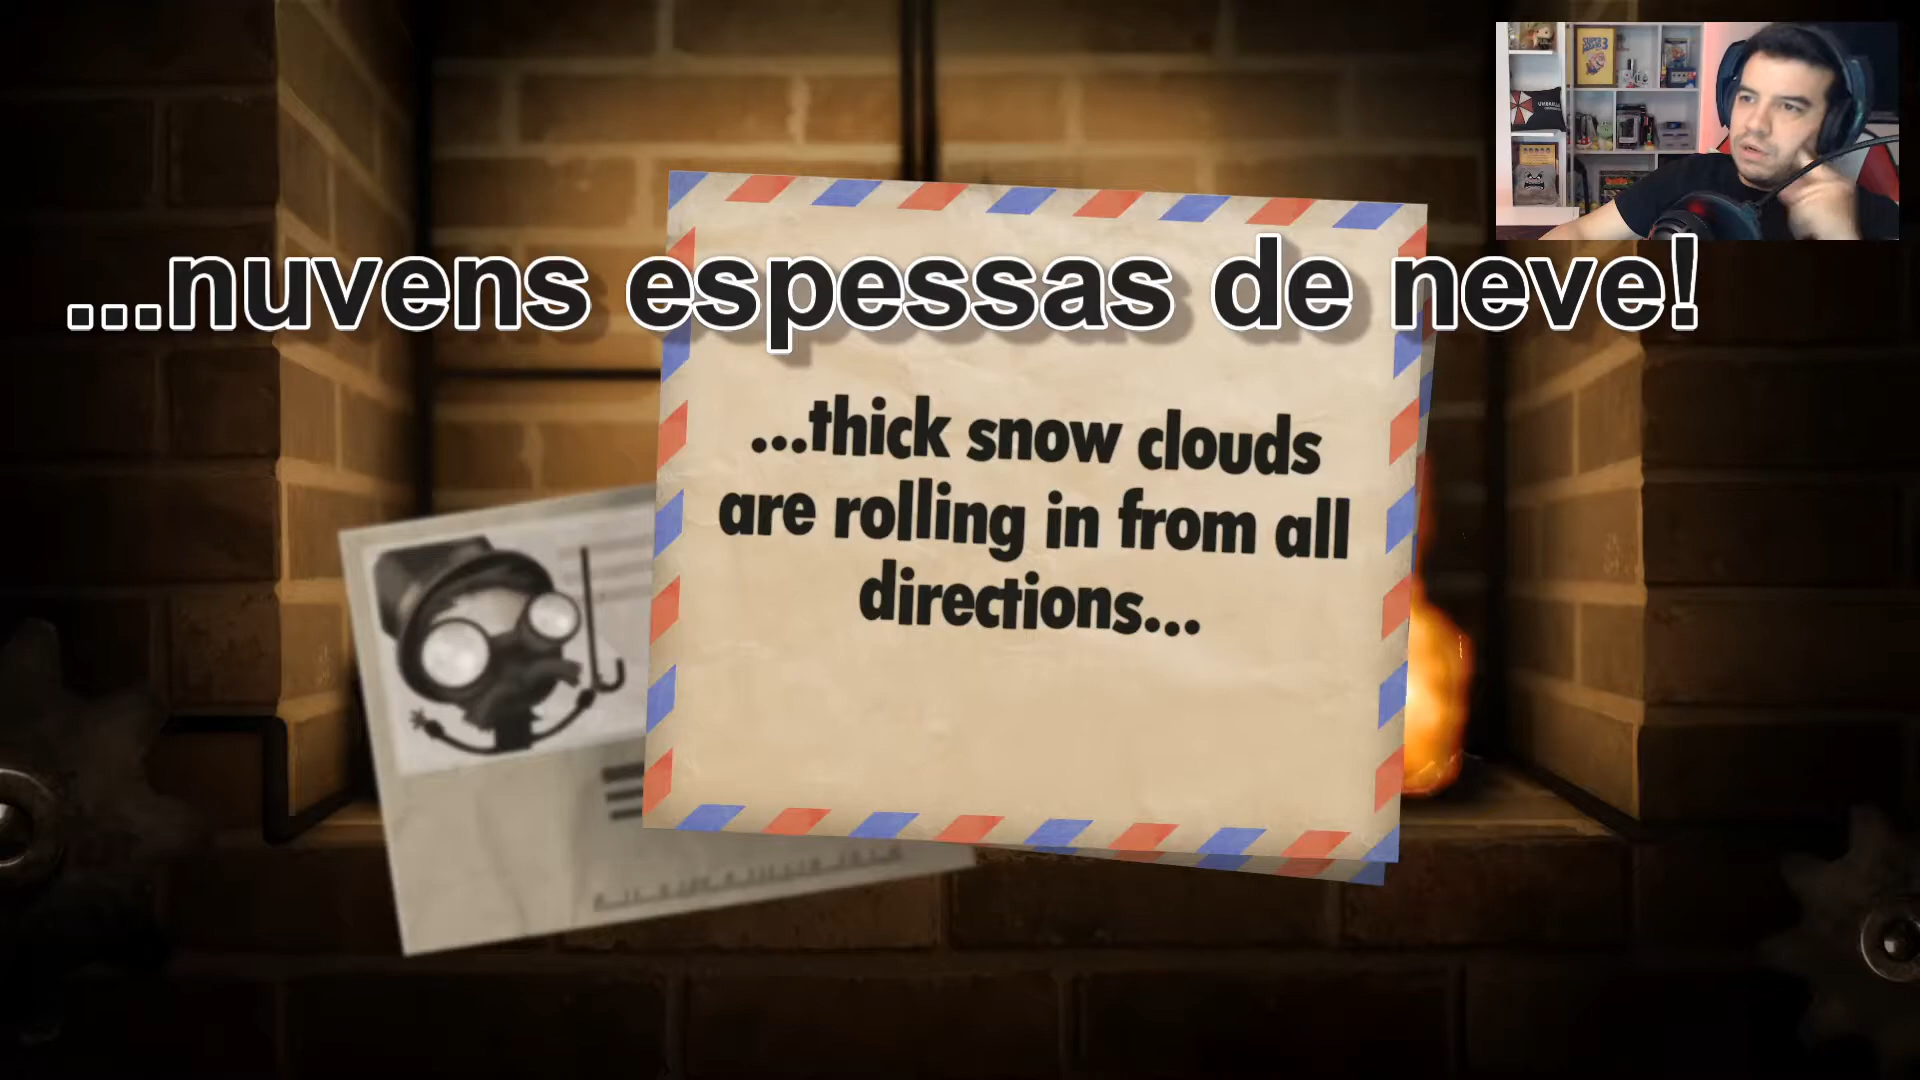 ...nuvens espessas de neve!
...thick snow clouds
are rolling in from all
directions...